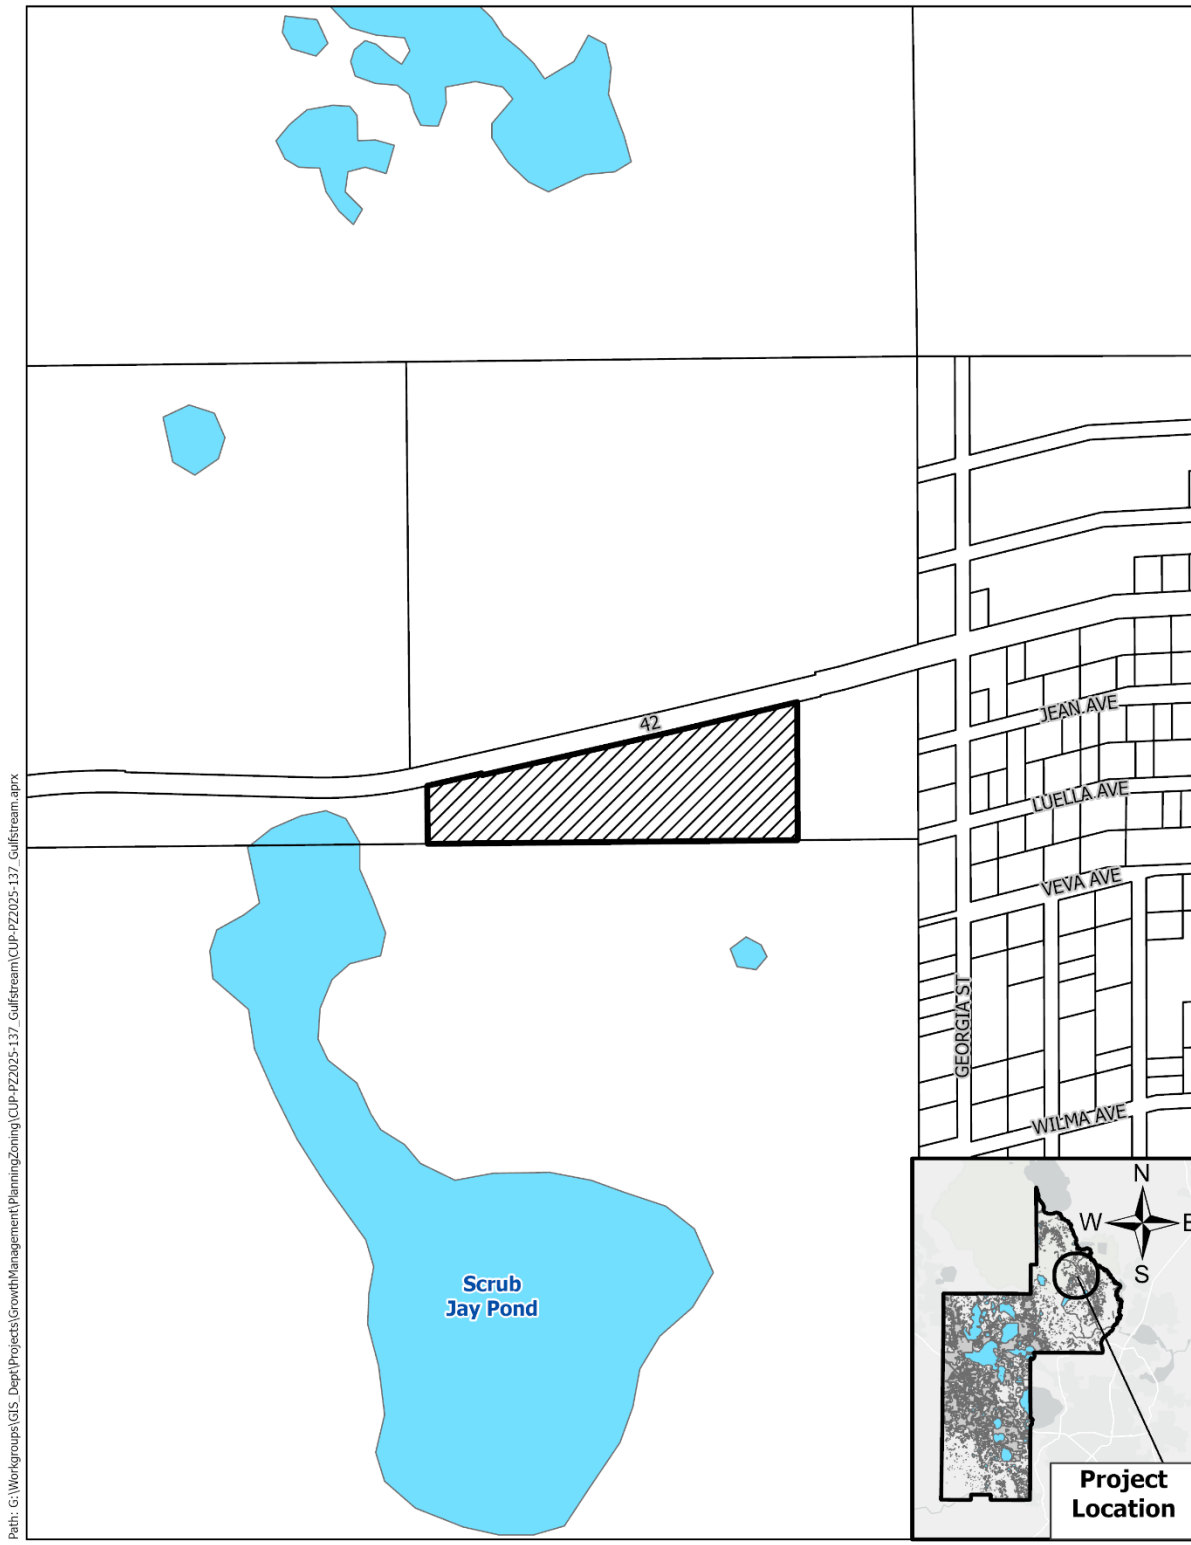 42
JEAN AVE
LUELLA AVE
VEVA AVE
GEORGIA ST
WILMA AVE
Scrub
Jay Pond
N
W
E
S
Project
Location
Path: G:\Workgroups\GIS_Dept\Projects\GrowthManagement\PlanningZoning\CUP-PZ2025-137_Gulfstream\CUP-PZ2025-137_Gulfstream.aprx